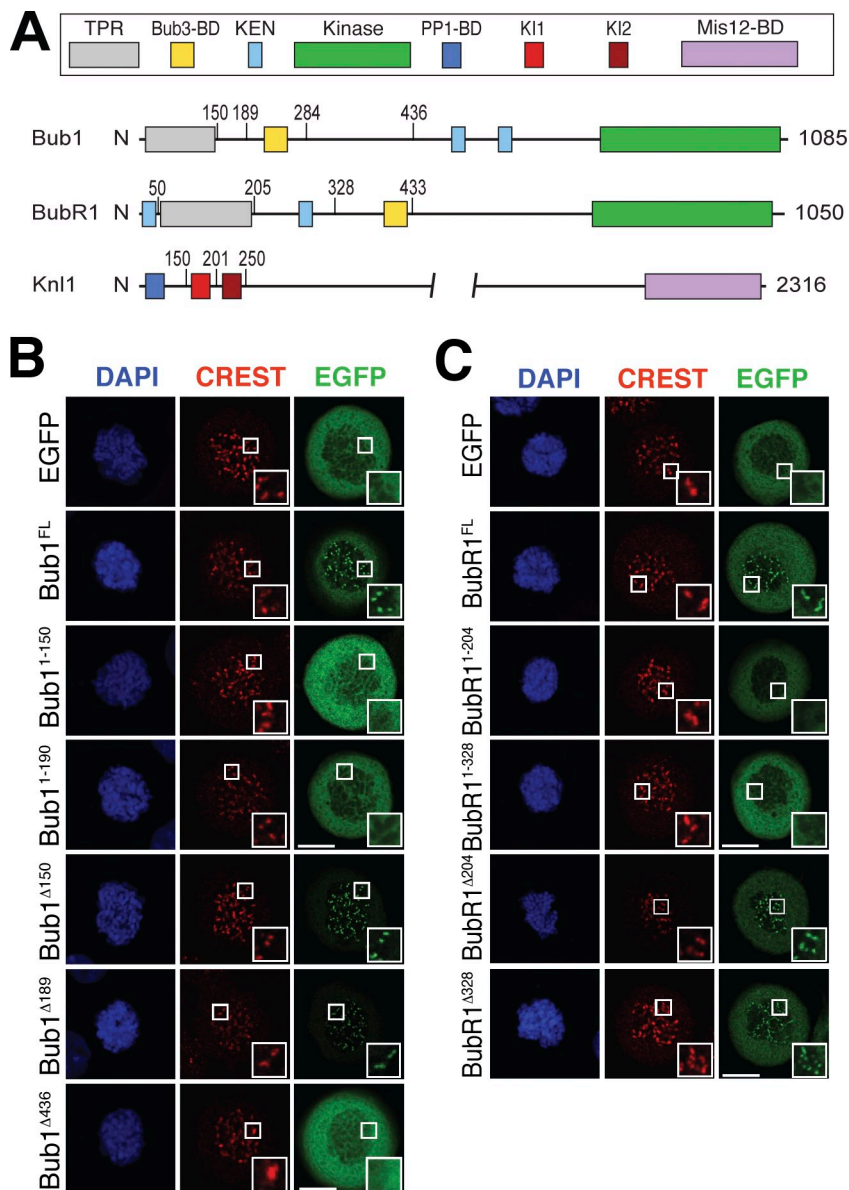 A
TPR Bub3-BD KEN Kinase PP1-BD KI1 KI2 Mis12-BD
150 189 284 436
Bub1 N 1085
50 205 328 433
BubR1 N 1050
150 201 250
Knl1 N 2316
B
DAPI CREST EGFP
EGFP
Bub1FL
Bub11-150
Bub11-190
Bub1Δ150
Bub1Δ189
Bub1Δ436
C
DAPI CREST EGFP
EGFP
BubR1FL
BubR11-204
BubR11-328
BubR1Δ204
BubR1Δ328